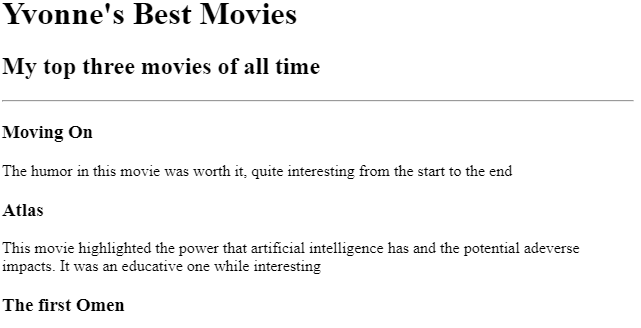 Yvonne's Best Movies
My top three movies of all time
Moving On
The humor in this movie was worth it, quite interesting from the start to the end
Atlas
This movie highlighted the power that artificial intelligence has and the potential adeverse
impacts. It was an educative one while interesting
The first Omen